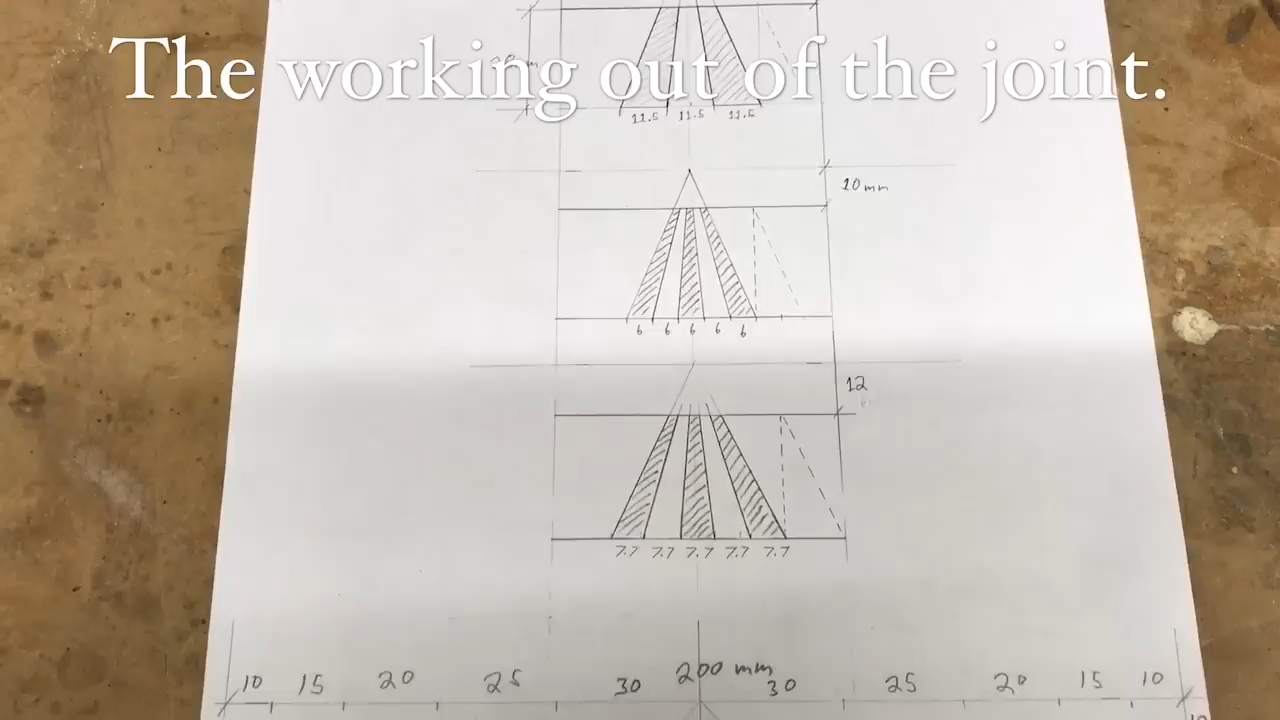 The working out of the joint.
11.5 11.5 11.5
10mm
6 6 6 6 6
12
7.7 7.7 7.7 7.7 7.7
200 mm
10 15 20 25 30 30 25 20 15 10